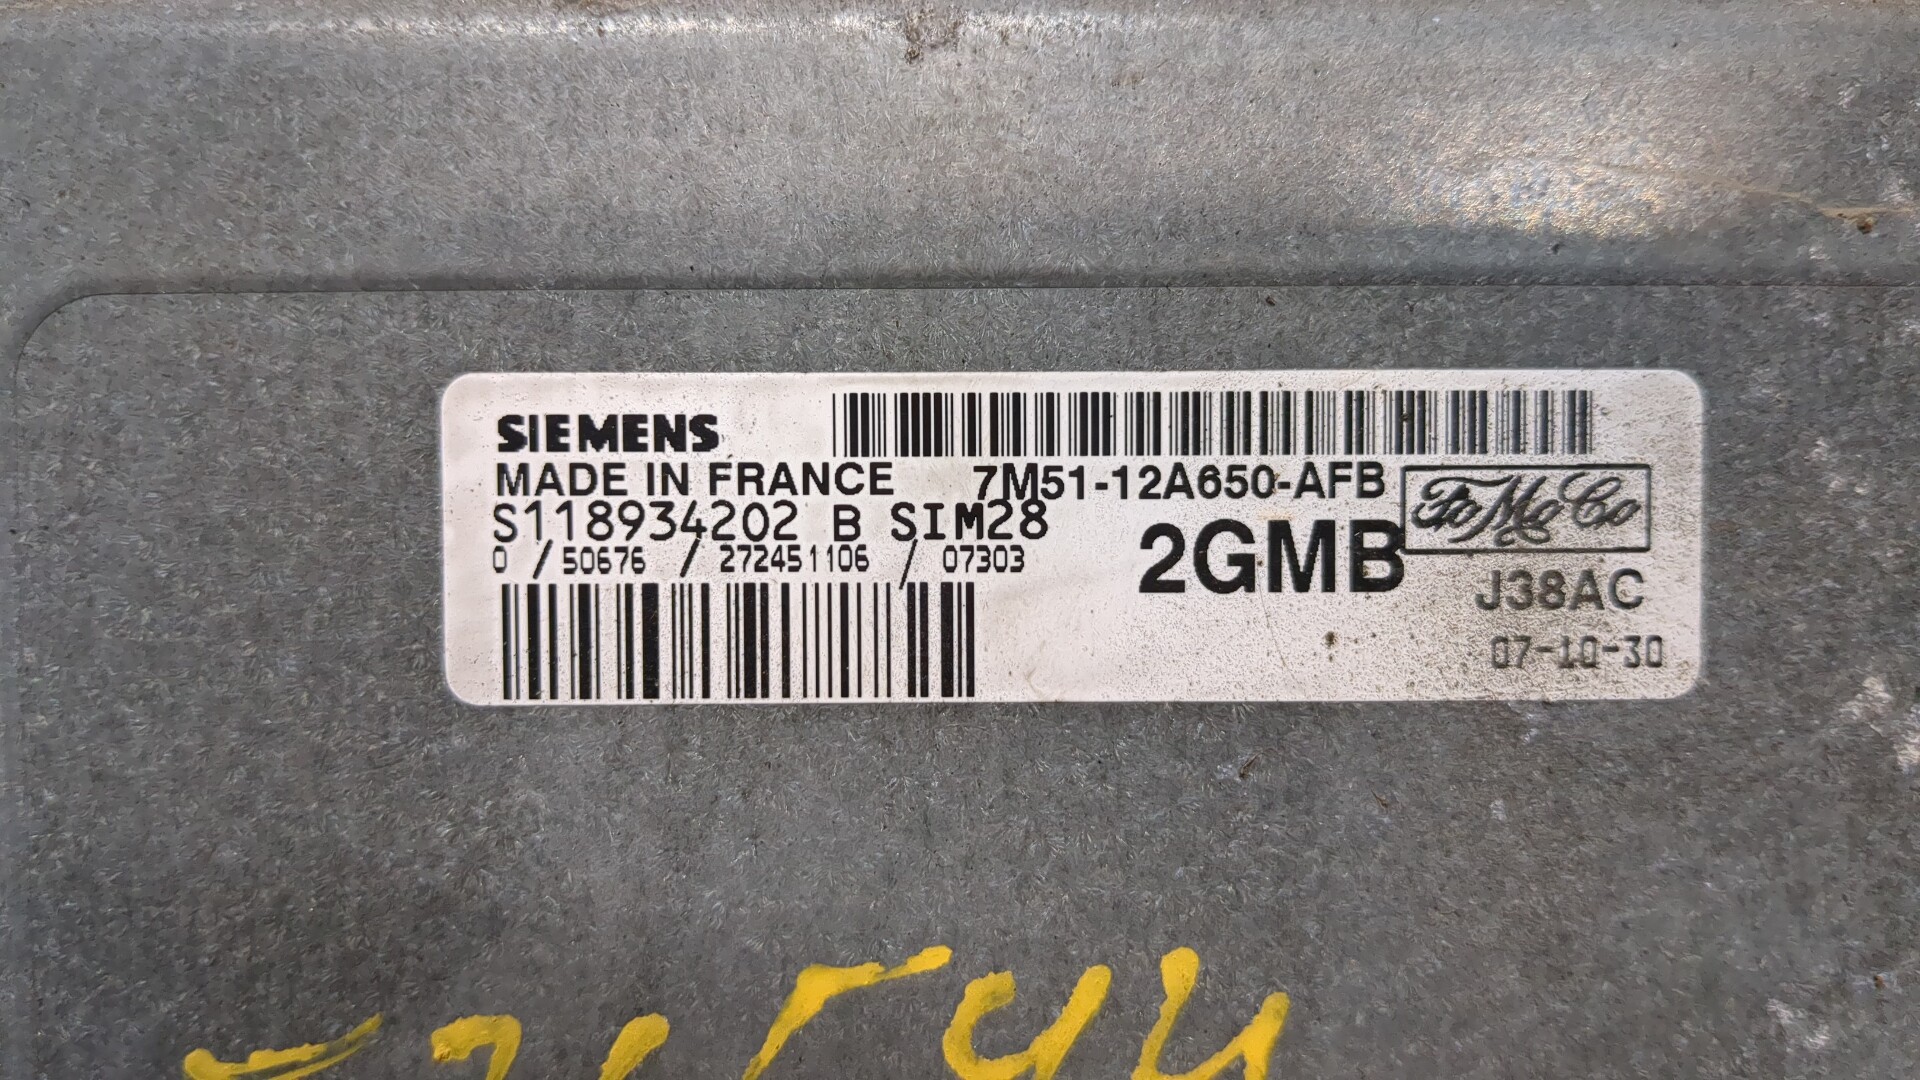 SIEMENS
MADE IN FRANCE 7M51-12A650-AFB
FoMoCo
S118934202 B SIM28
2GMB
0 / 50676 / 272451106 / 07303
J38AC
07-10-30